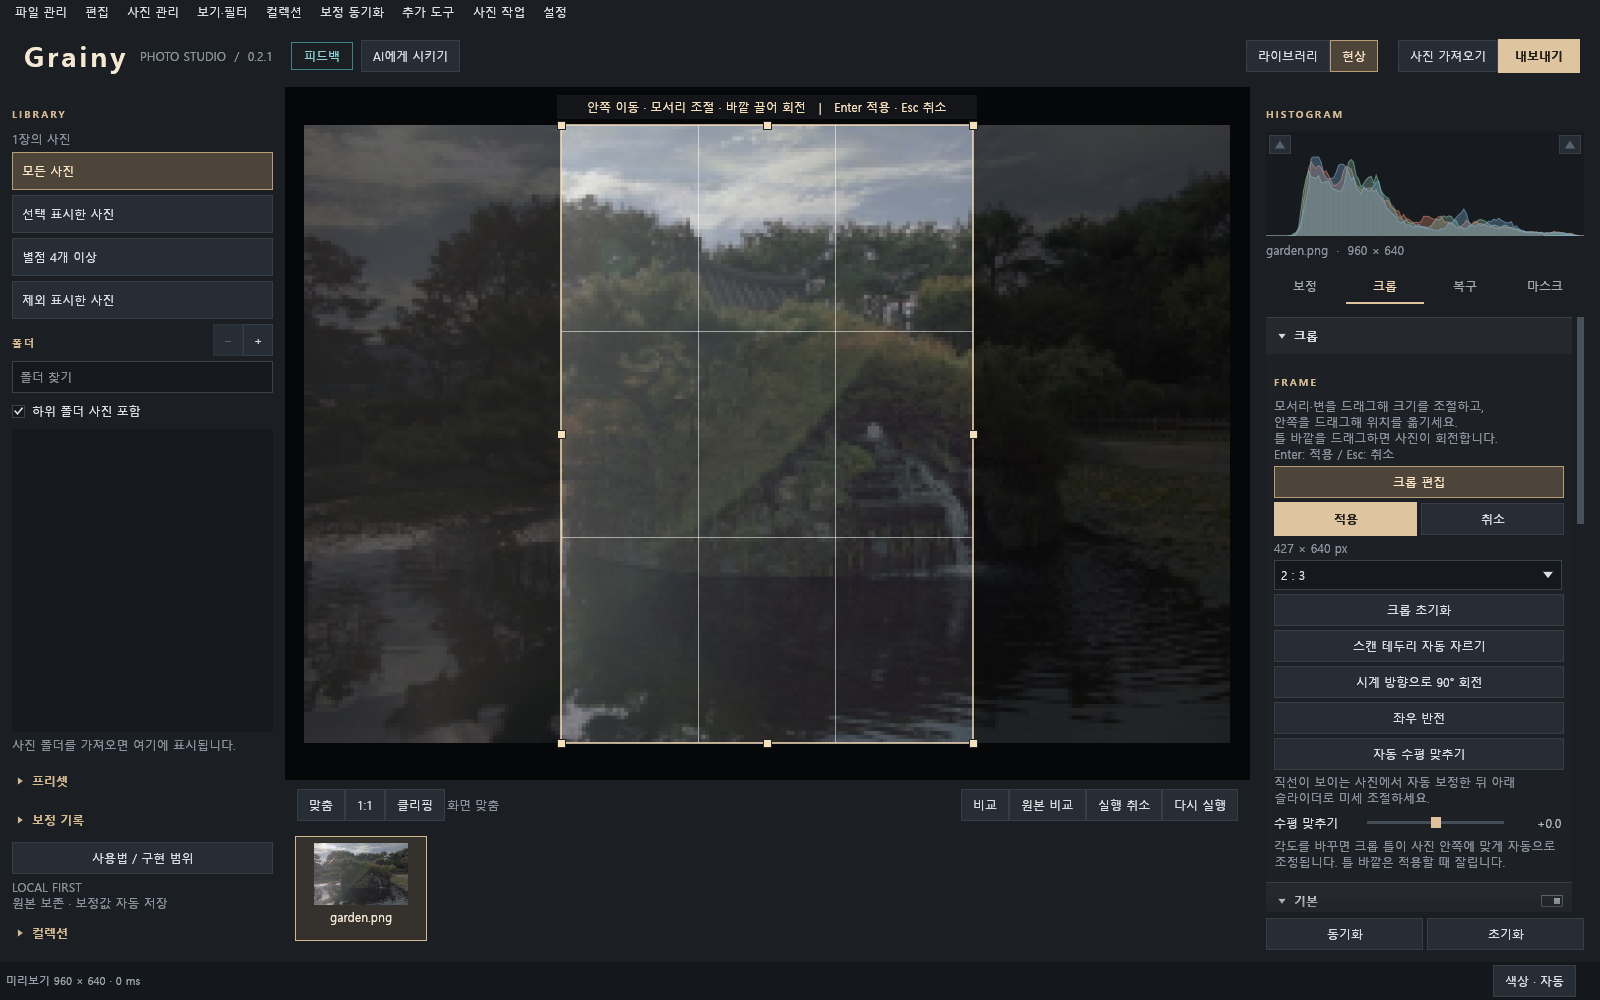 파일 관리 편집 사진 관리 보기·필터 컬렉션 보정 동기화 추가 도구 사진 작업 설정
Grainy PHOTO STUDIO / 0.2.1 피드백 AI에게 시키기 라이브러리 현상 사진 가져오기 내보내기
LIBRARY
1장의 사진
모든 사진
선택 표시한 사진
별점 4개 이상
제외 표시한 사진
폴더 − +
폴더 찾기
하위 폴더 사진 포함
사진 폴더를 가져오면 여기에 표시됩니다.
프리셋
보정 기록
사용법 / 구현 범위
LOCAL FIRST
원본 보존 · 보정값 자동 저장
컬렉션
안쪽 이동 · 모서리 조절 · 바깥 끌어 회전 | Enter 적용 · Esc 취소
맞춤 1:1 클리핑 화면 맞춤 비교 원본 비교 실행 취소 다시 실행
garden.png
HISTOGRAM
garden.png · 960 × 640
보정 크롭 복구 마스크
크롭
FRAME
모서리·변을 드래그해 크기를 조절하고,
안쪽을 드래그해 위치를 옮기세요.
틀 바깥을 드래그하면 사진이 회전합니다.
Enter: 적용 / Esc: 취소
크롭 편집
적용 취소
427 × 640 px
2 : 3
크롭 초기화
스캔 테두리 자동 자르기
시계 방향으로 90° 회전
좌우 반전
자동 수평 맞추기
직선이 보이는 사진에서 자동 보정한 뒤 아래
슬라이더로 미세 조절하세요.
수평 맞추기 +0.0
각도를 바꾸면 크롭 틀이 사진 안쪽에 맞게 자동으로
조정됩니다. 틀 바깥은 적용할 때 잘립니다.
기본
동기화 초기화
미리보기 960 × 640 · 0 ms 색상 · 자동